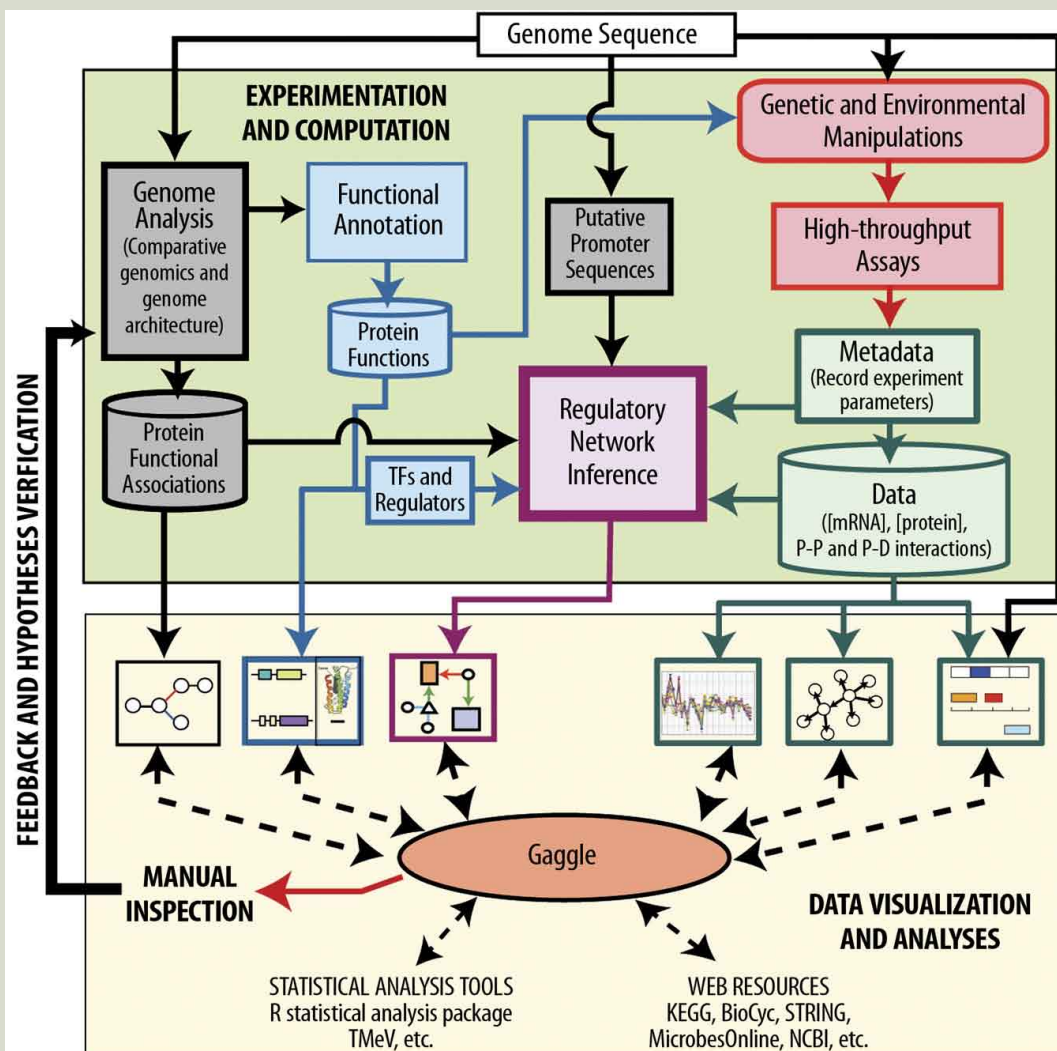 Genome Sequence
EXPERIMENTATION
AND COMPUTATION
Genetic and Environmental
Manipulations
Genome
Analysis
(Comparative
genomics and
genome
architecture)
Functional
Annotation
Putative
Promoter
Sequences
High-throughput
Assays
Protein
Functions
Metadata
(Record experiment
parameters)
Regulatory
Network
Inference
Protein
Functional
Associations
TFs and
Regulators
Data
([mRNA], [protein],
P-P and P-D interactions)
FEEDBACK AND HYPOTHESES VERFICATION
Gaggle
MANUAL
INSPECTION
DATA VISUALIZATION
AND ANALYSES
STATISTICAL ANALYSIS TOOLS
R statistical analysis package
TMeV, etc.
WEB RESOURCES
KEGG, BioCyc, STRING,
MicrobesOnline, NCBI, etc.